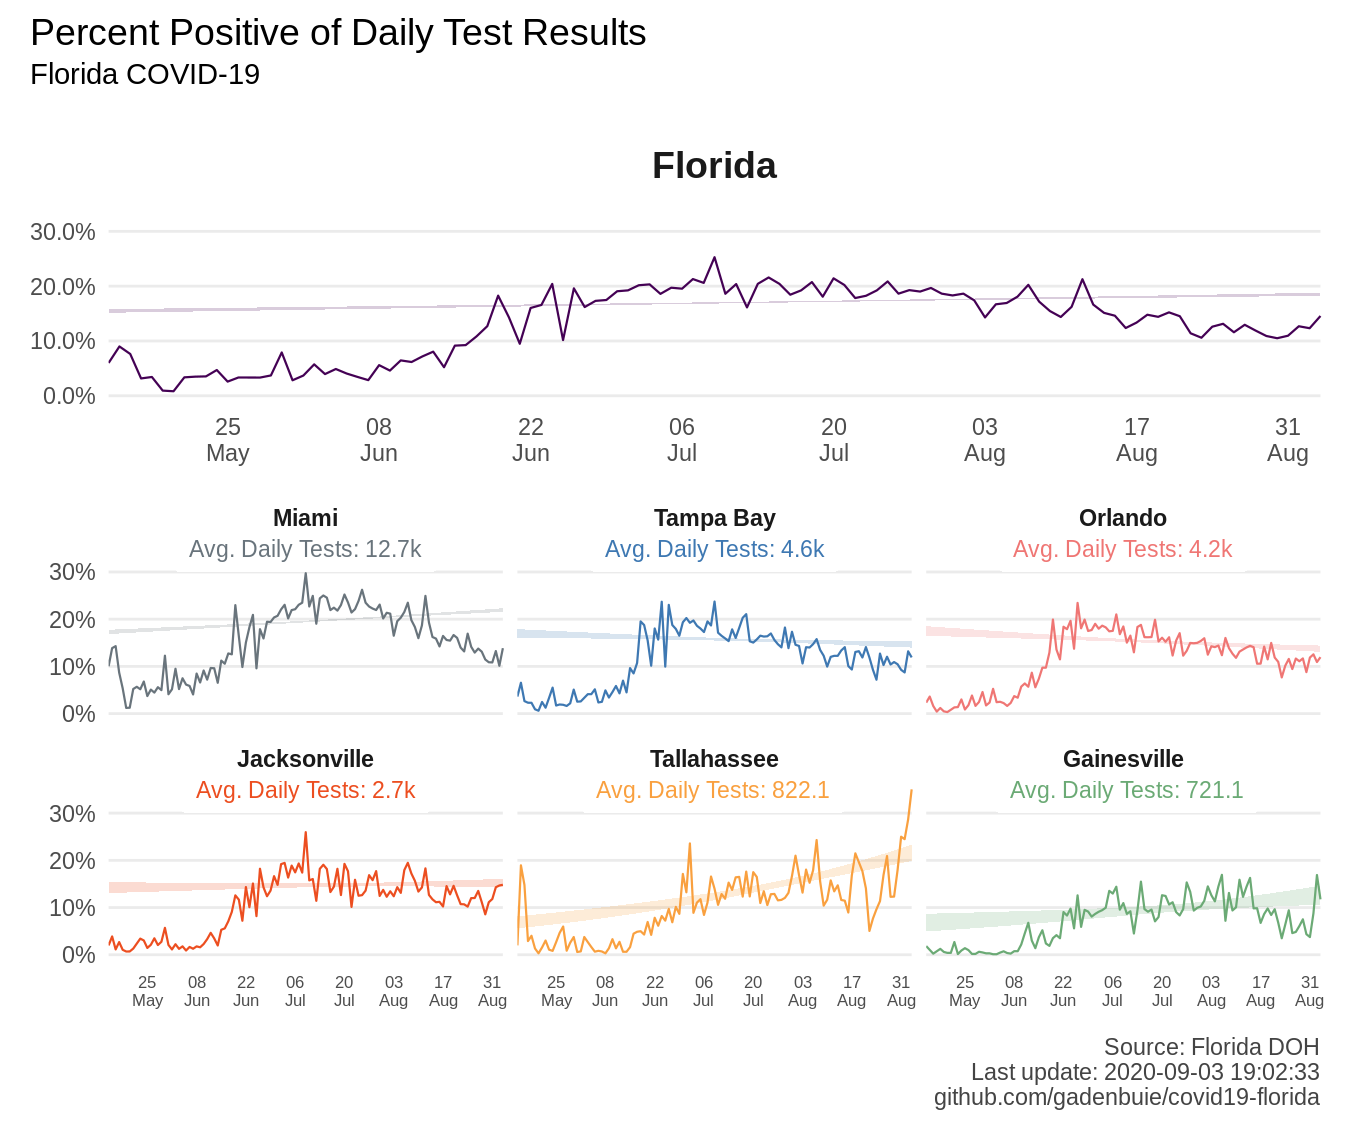 Percent Positive of Daily Test Results
Florida COVID-19
Florida
30.0%
20.0%
10.0%
0.0%
25 08 22 06 20 03 17 31
May Jun Jun Jul Jul Aug Aug Aug
Miami Tampa Bay Orlando
Avg. Daily Tests: 12.7k Avg. Daily Tests: 4.6k Avg. Daily Tests: 4.2k
30%
20%
10%
0%
Jacksonville Tallahassee Gainesville
Avg. Daily Tests: 2.7k Avg. Daily Tests: 822.1 Avg. Daily Tests: 721.1
30%
20%
10%
0%
25 08 22 06 20 03 17 31 25 08 22 06 20 03 17 31 25 08 22 06 20 03 17 31
May Jun Jun Jul Jul Aug Aug Aug May Jun Jun Jul Jul Aug Aug Aug May Jun Jun Jul Jul Aug Aug Aug
Source: Florida DOH
Last update: 2020-09-03 19:02:33
github.com/gadenbuie/covid19-florida